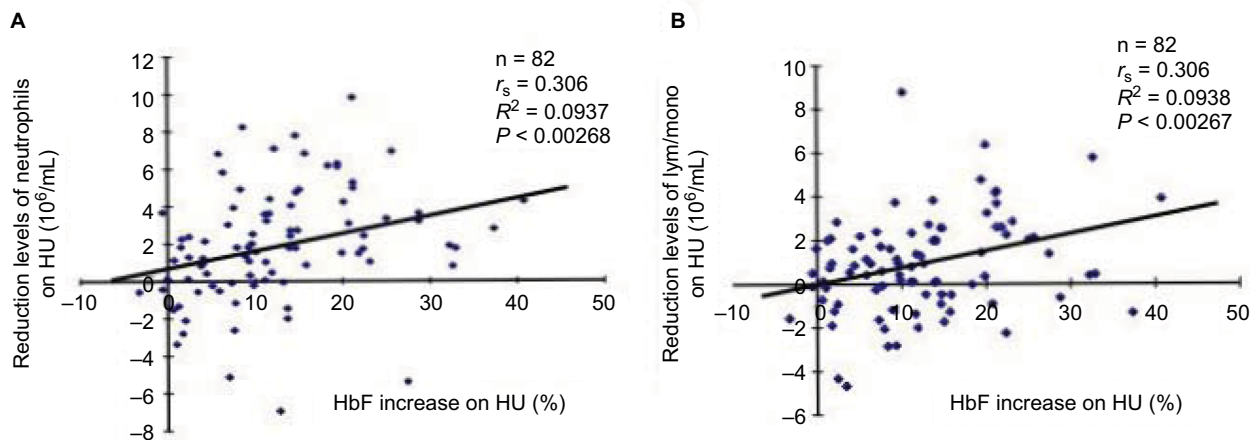 A
Reduction levels of neutrophils
on HU (10⁶/mL)
12
10
8
6
4
2
0
–2
–4
–6
–8
–10
0
10
20
30
40
50
n = 82
rₛ = 0.306
R² = 0.0937
P < 0.00268
HbF increase on HU (%)
B
Reduction levels of lym/mono
on HU (10⁶/mL)
10
8
6
4
2
0
–2
–4
–6
–10
0
10
20
30
40
50
n = 82
rₛ = 0.306
R² = 0.0938
P < 0.00267
HbF increase on HU (%)